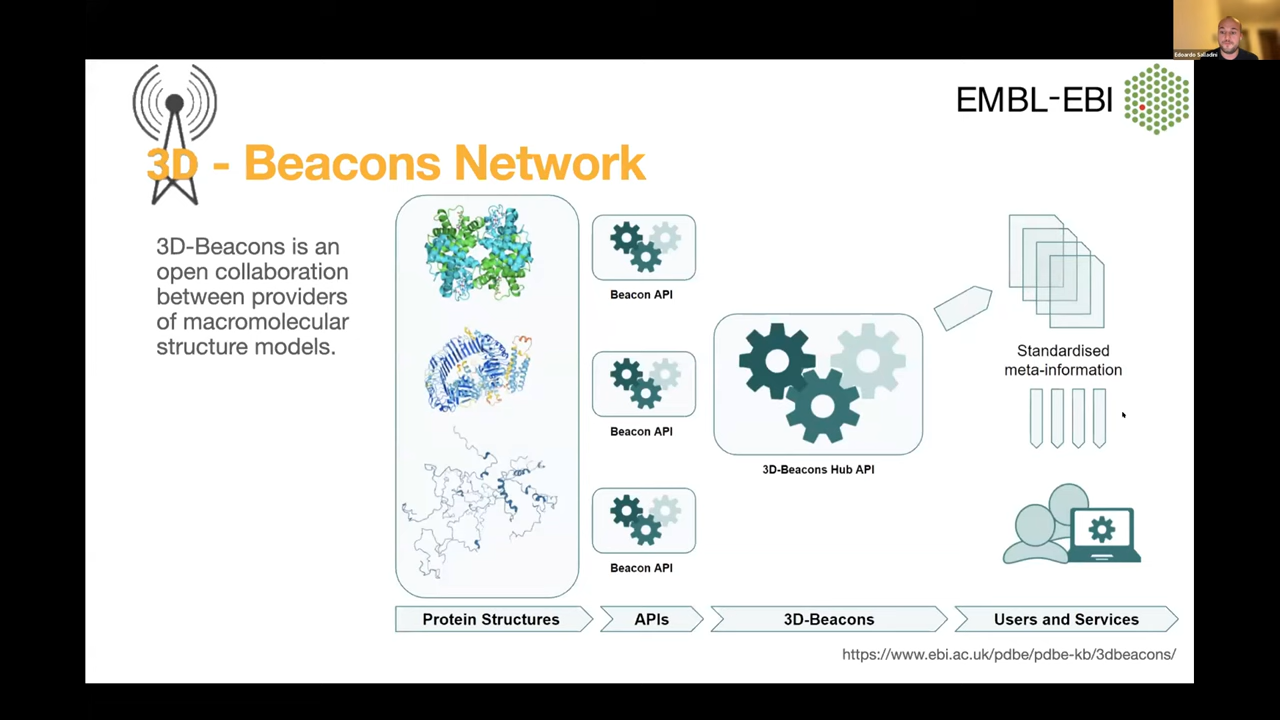 Edoardo Salladini
EMBL-EBI
3D - Beacons Network
3D-Beacons is an
open collaboration
between providers
of macromolecular
structure models.
Beacon API
Beacon API
Beacon API
3D-Beacons Hub API
Standardised
meta-information
Protein Structures
APIs
3D-Beacons
Users and Services
https://www.ebi.ac.uk/pdbe/pdbe-kb/3dbeacons/